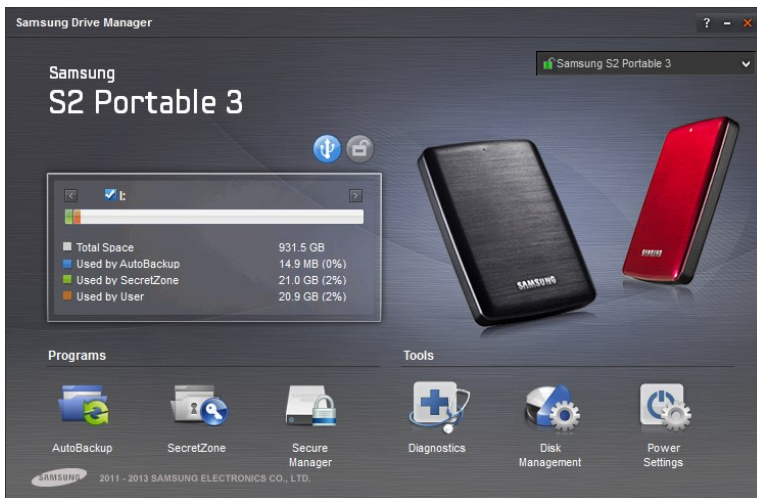 Samsung Drive Manager
? – ×
Samsung S2 Portable 3
Samsung
S2 Portable 3
I:
Total Space 931.5 GB
Used by AutoBackup 14.9 MB (0%)
Used by SecretZone 21.0 GB (2%)
Used by User 20.9 GB (2%)
SAMSUNG
SAMSUNG
Programs
Tools
AutoBackup
SecretZone
Secure
Manager
Diagnostics
Disk
Management
Power
Settings
SAMSUNG 2011 - 2013 SAMSUNG ELECTRONICS CO., LTD.